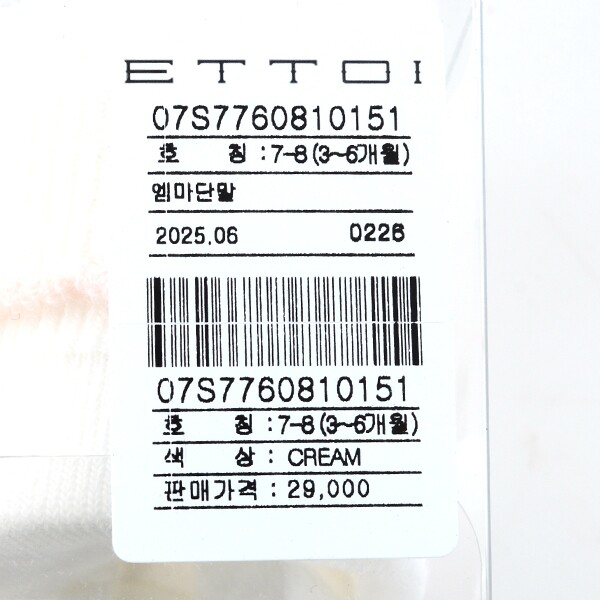 ETTOI
07S7760810151
호 칭 : 7-8 (3~6개월)
엠마단말
2025.06 0226
07S7760810151
호 칭 : 7-8 (3~6개월)
색 상 : CREAM
판매가격 : 29,000